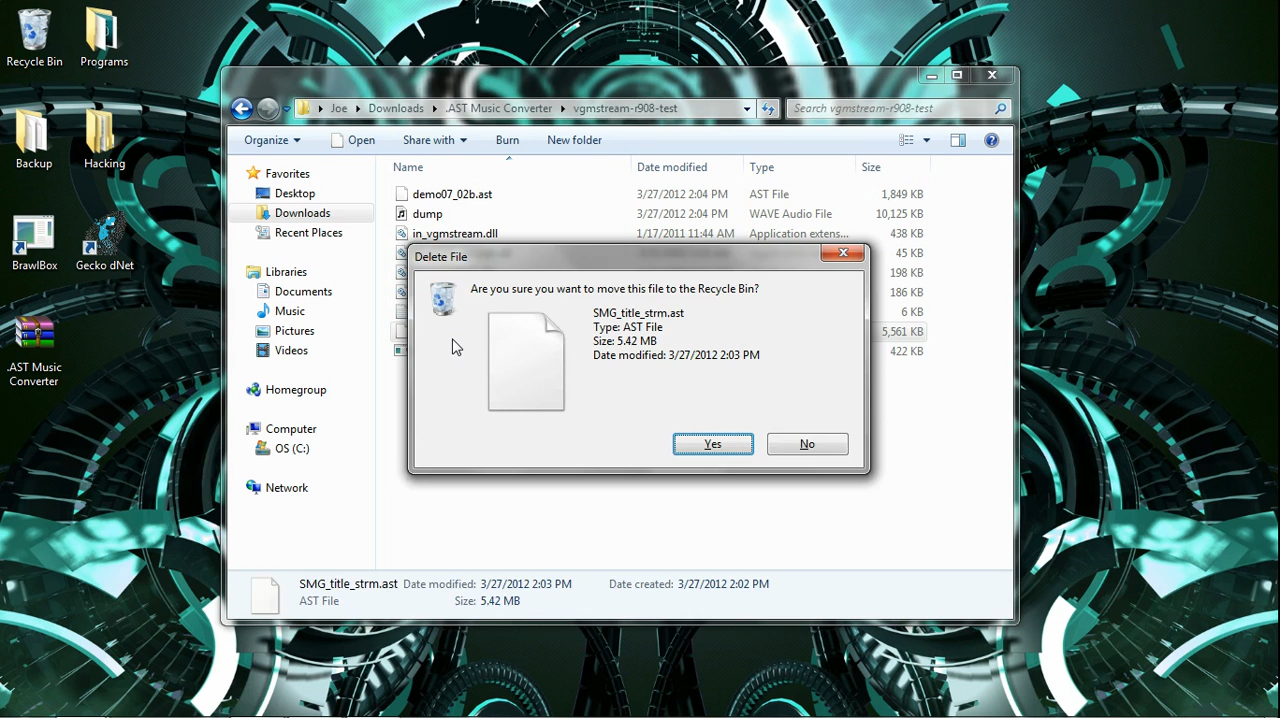 Recycle Bin
Programs
Backup
Hacking
BrawlBox
Gecko dNet
.AST Music
Converter
Joe
Downloads
.AST Music Converter
vgmstream-r908-test
Search vgmstream-r908-test
Organize
Open
Share with
Burn
New folder
Favorites
Desktop
Downloads
Recent Places
Libraries
Documents
Music
Pictures
Videos
Homegroup
Computer
OS (C:)
Network
Name Date modified Type Size
demo07_02b.ast 3/27/2012 2:04 PM AST File 1,849 KB
dump 3/27/2012 2:04 PM WAVE Audio File 10,125 KB
in_vgmstream.dll 1/17/2011 11:44 AM Application extens... 438 KB
45 KB
198 KB
186 KB
6 KB
5,561 KB
422 KB
Delete File
Are you sure you want to move this file to the Recycle Bin?
SMG_title_strm.ast
Type: AST File
Size: 5.42 MB
Date modified: 3/27/2012 2:03 PM
Yes
No
SMG_title_strm.ast Date modified: 3/27/2012 2:03 PM Date created: 3/27/2012 2:02 PM
AST File Size: 5.42 MB